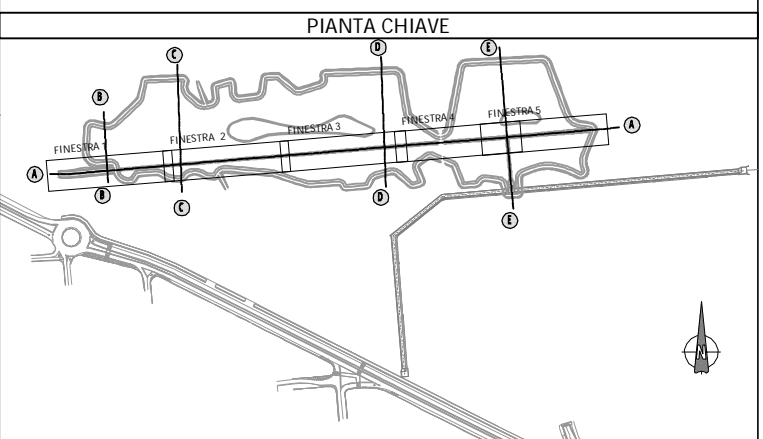 PIANTA CHIAVE
E
D
C
B
FINESTRA 5
FINESTRA 4
FINESTRA 3
FINESTRA 2
FINESTRA 1
A
A
B
C
D
E
N